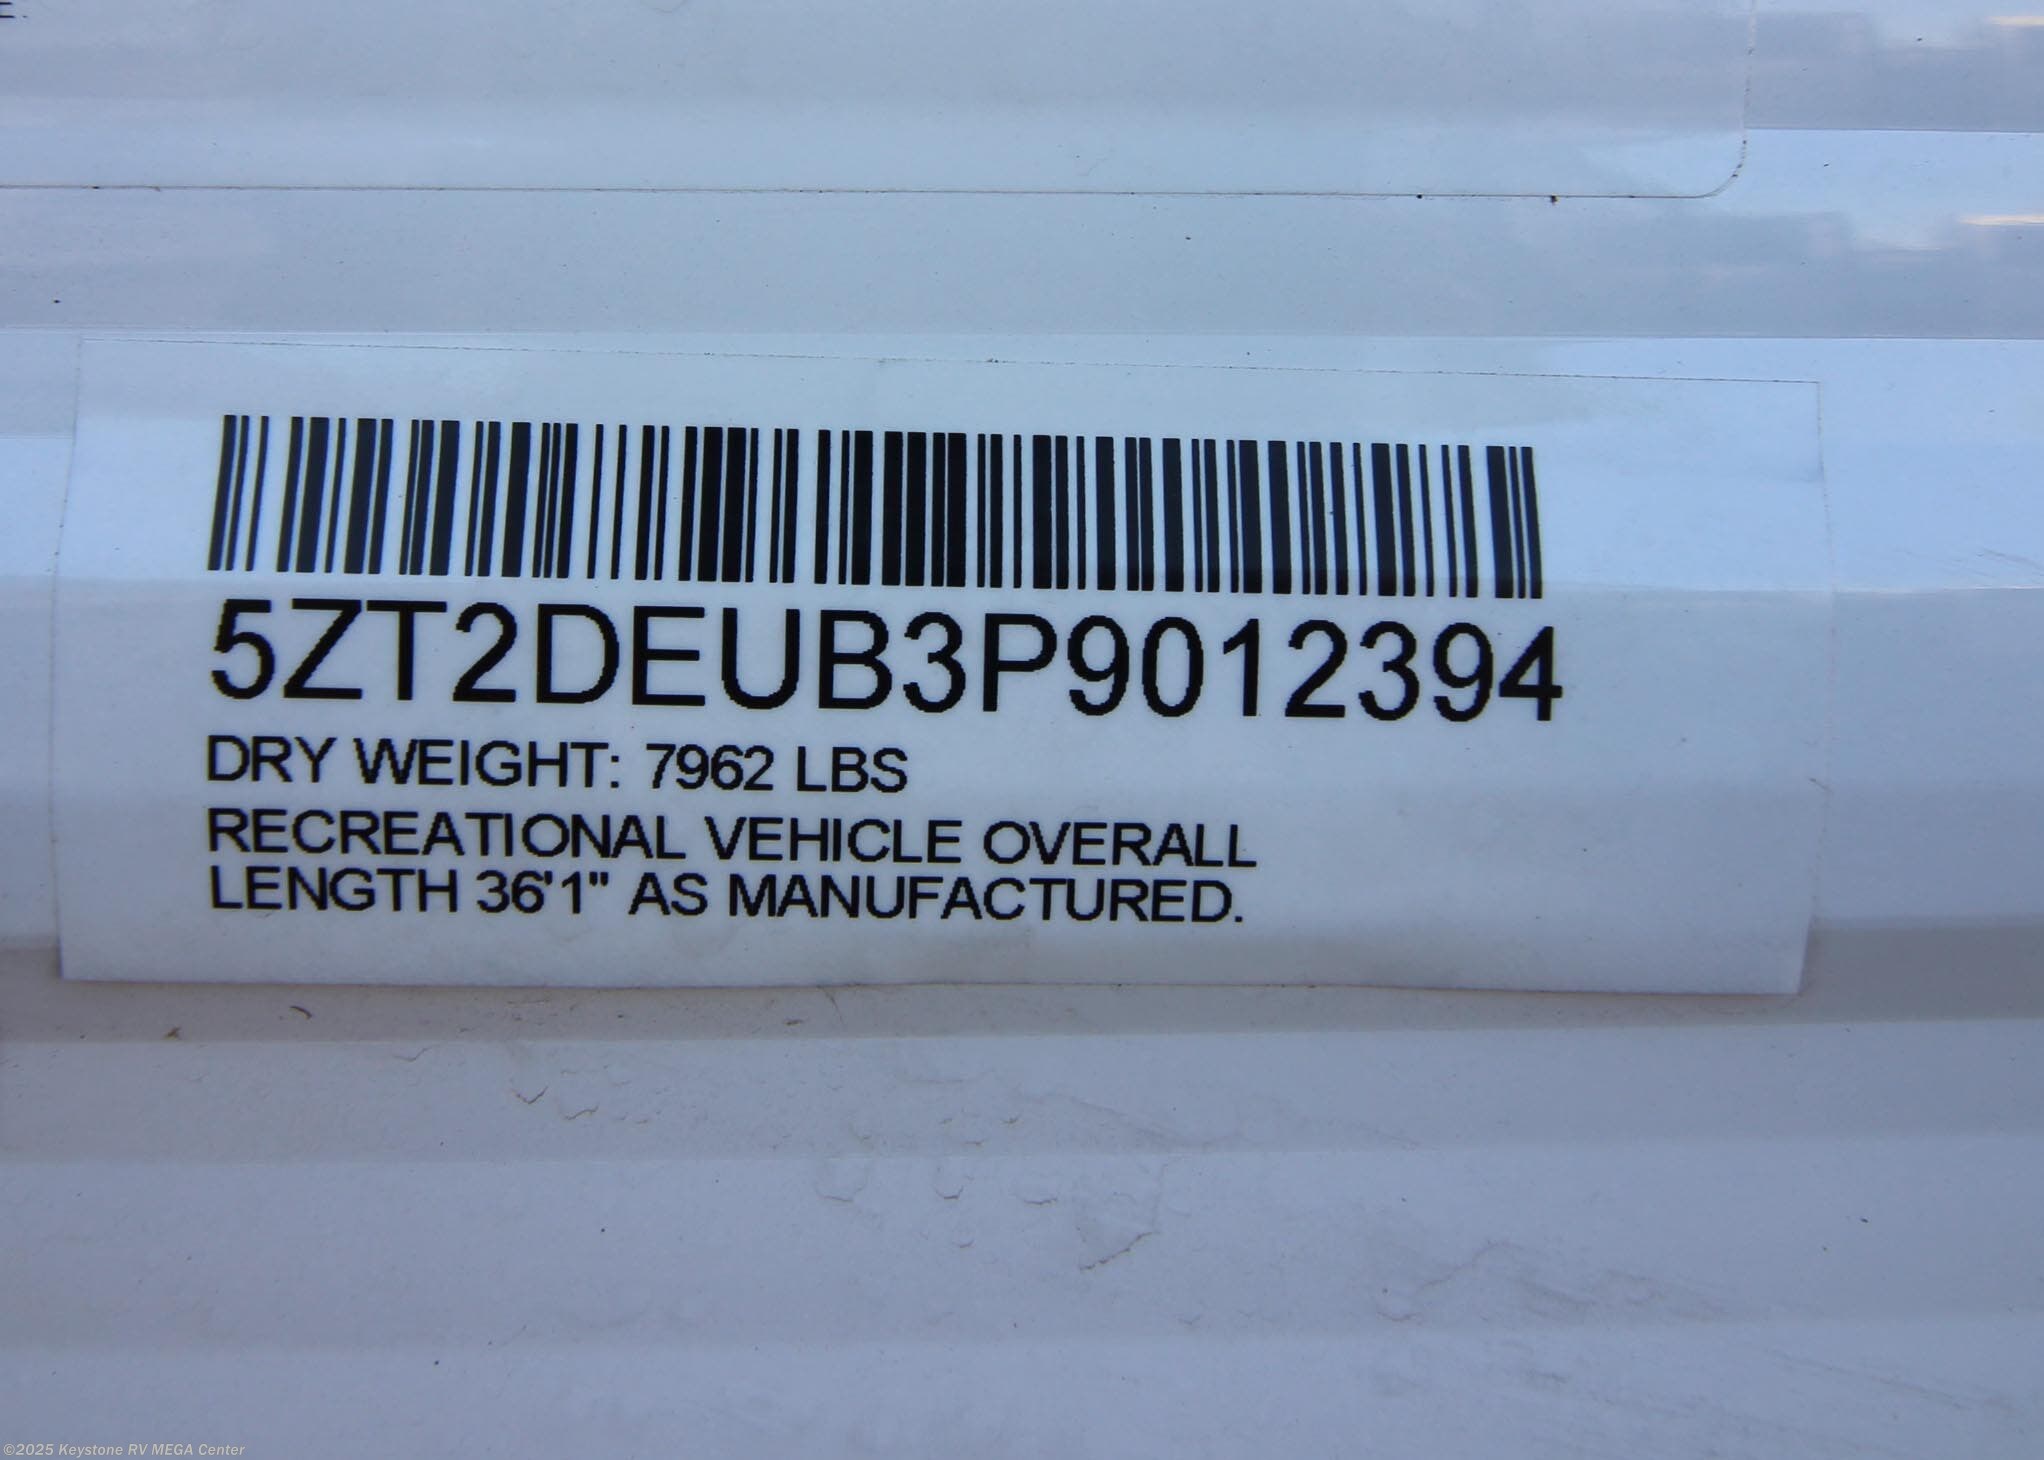 E.
5ZT2DEUB3P9012394
DRY WEIGHT: 7962 LBS
RECREATIONAL VEHICLE OVERALL
LENGTH 36'1" AS MANUFACTURED.
©2025 Keystone RV MEGA Center